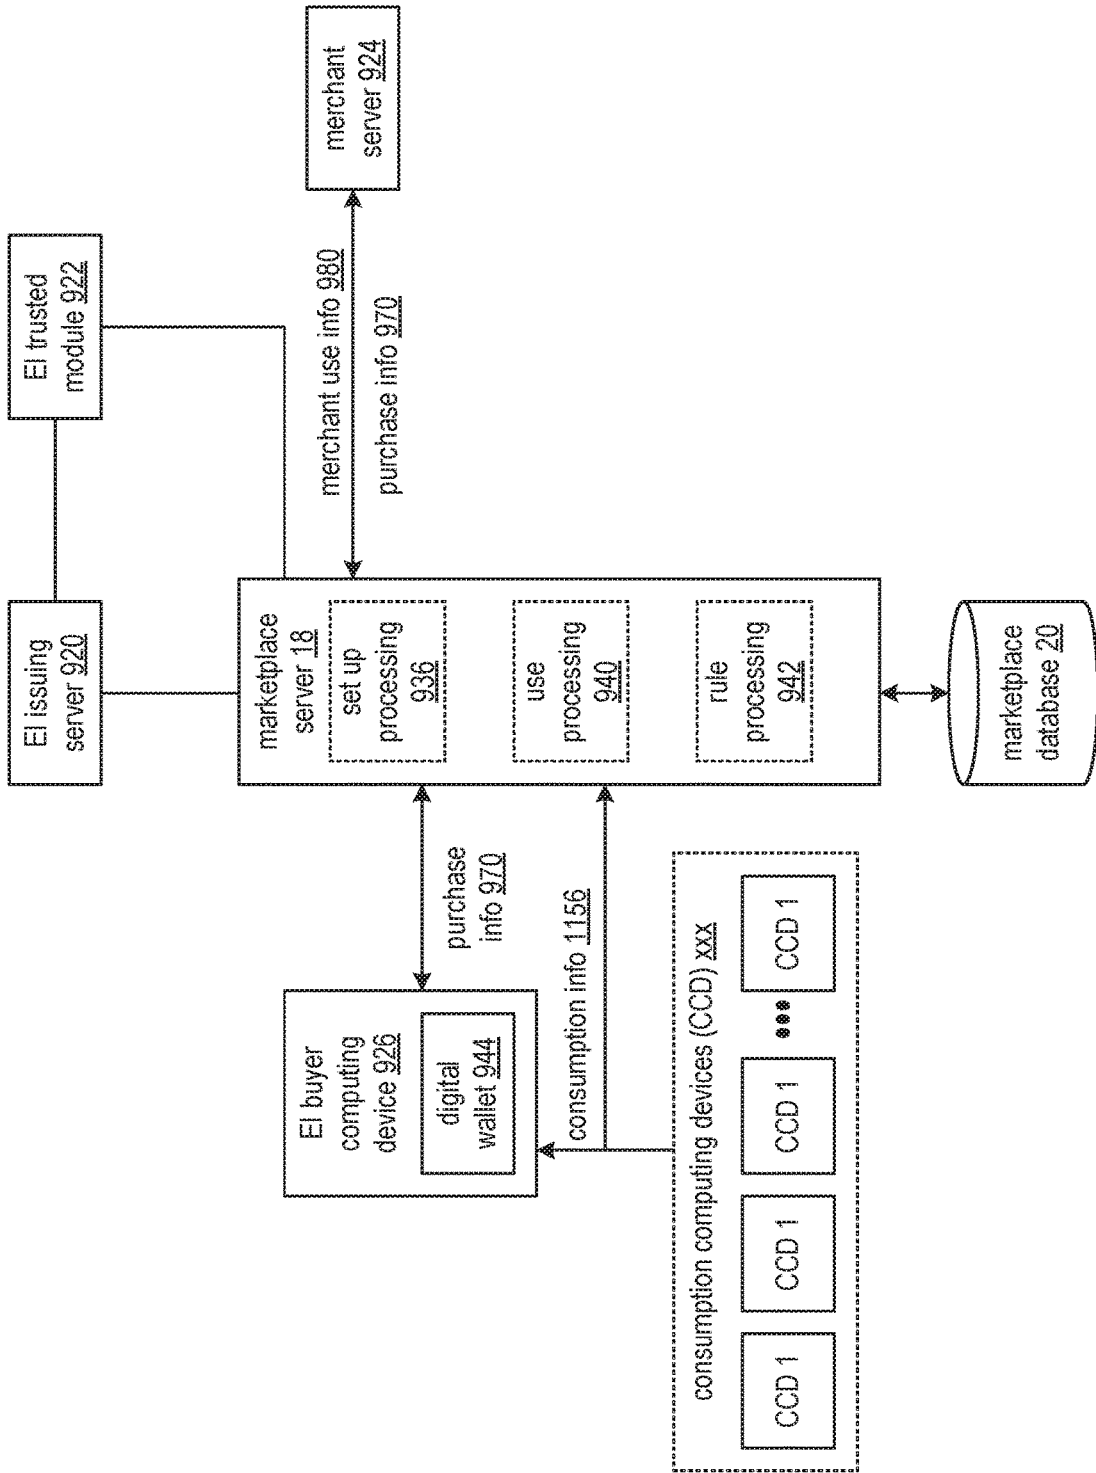 EI issuing
server 920
EI trusted
module 922
merchant
server 924
marketplace
server 18
set up
processing
936
use
processing
940
rule
processing
942
merchant use info 980
purchase info 970
EI buyer
computing
device 926
digital
wallet 944
purchase
info 970
consumption info 1156
consumption computing devices (CCD) xxx
CCD 1
CCD 1
CCD 1
CCD 1
marketplace
database 20